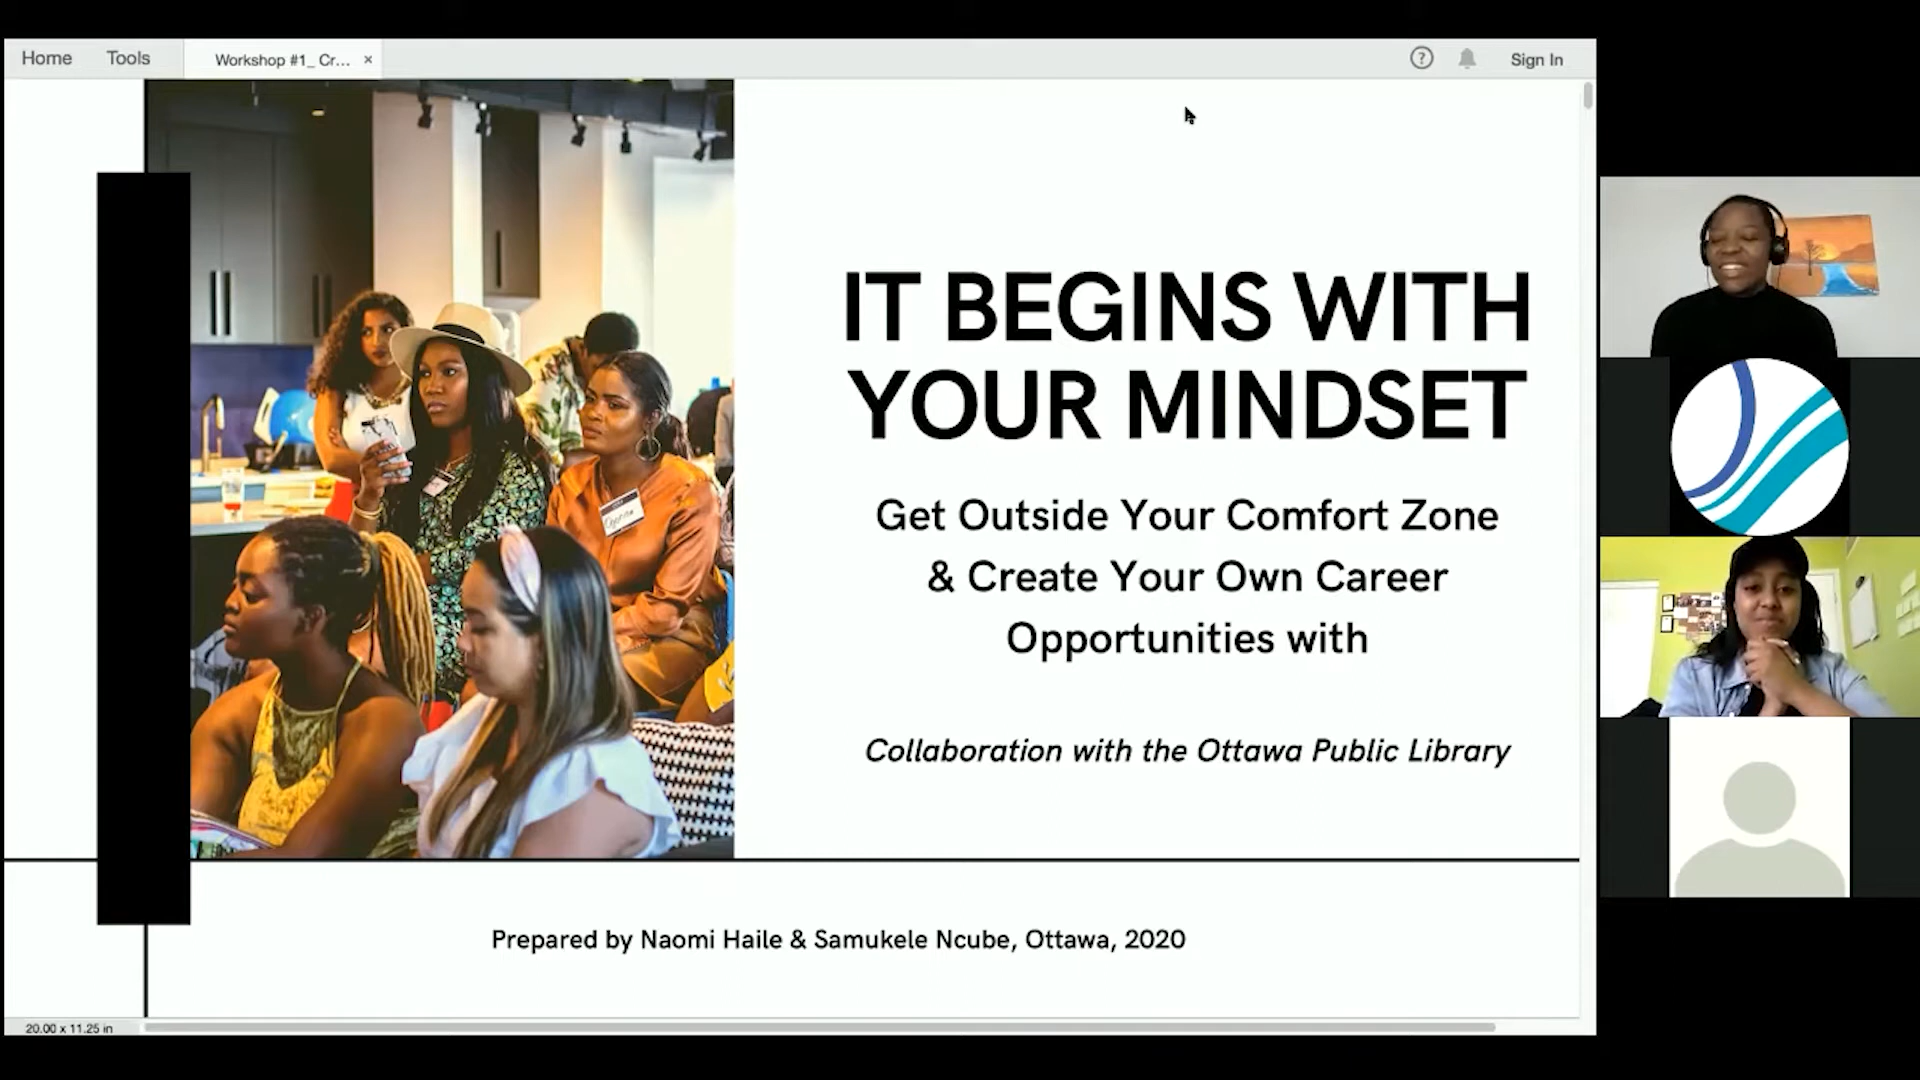 Home Tools Workshop #1_ Cr... × Sign In
IT BEGINS WITH
YOUR MINDSET
Get Outside Your Comfort Zone
& Create Your Own Career
Opportunities with
Collaboration with the Ottawa Public Library
Prepared by Naomi Haile & Samukele Ncube, Ottawa, 2020
20.00 x 11.25 in